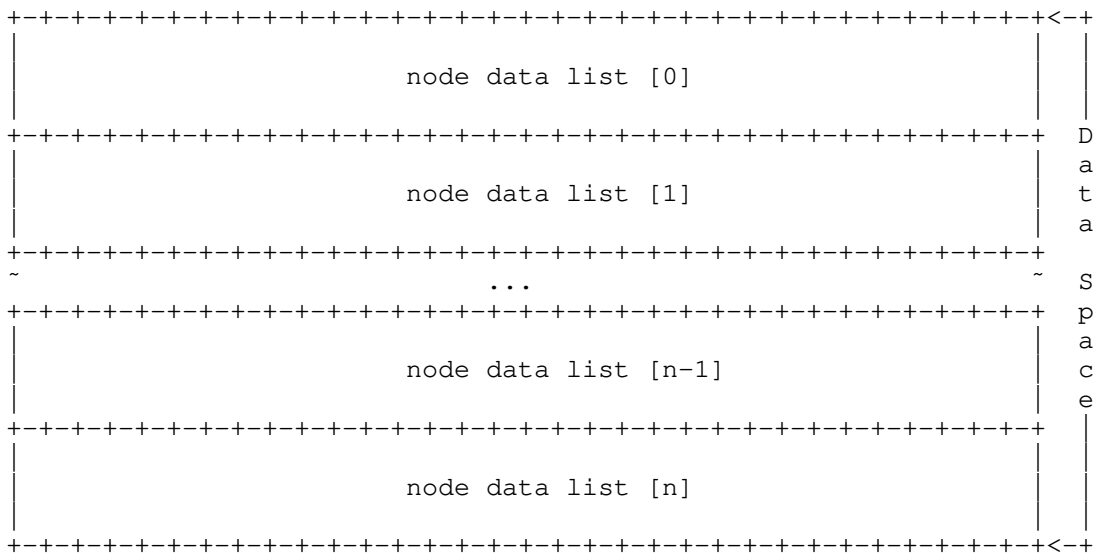 +-+-+-+-+-+-+-+-+-+-+-+-+-+-+-+-+-+-+-+-+-+-+-+-+-+-+-+-+-+-+-+-+<-+
|                                                               |  |
|                        node data list [0]                     |  |
|                                                               |  |
+-+-+-+-+-+-+-+-+-+-+-+-+-+-+-+-+-+-+-+-+-+-+-+-+-+-+-+-+-+-+-+-+  D
|                                                               |  a
|                        node data list [1]                     |  t
|                                                               |  a
+-+-+-+-+-+-+-+-+-+-+-+-+-+-+-+-+-+-+-+-+-+-+-+-+-+-+-+-+-+-+-+-+
~                             ...                               ~  S
+-+-+-+-+-+-+-+-+-+-+-+-+-+-+-+-+-+-+-+-+-+-+-+-+-+-+-+-+-+-+-+-+  p
|                                                               |  a
|                        node data list [n-1]                   |  c
|                                                               |  e
+-+-+-+-+-+-+-+-+-+-+-+-+-+-+-+-+-+-+-+-+-+-+-+-+-+-+-+-+-+-+-+-+  |
|                                                               |  |
|                        node data list [n]                     |  |
|                                                               |  |
+-+-+-+-+-+-+-+-+-+-+-+-+-+-+-+-+-+-+-+-+-+-+-+-+-+-+-+-+-+-+-+-+<-+